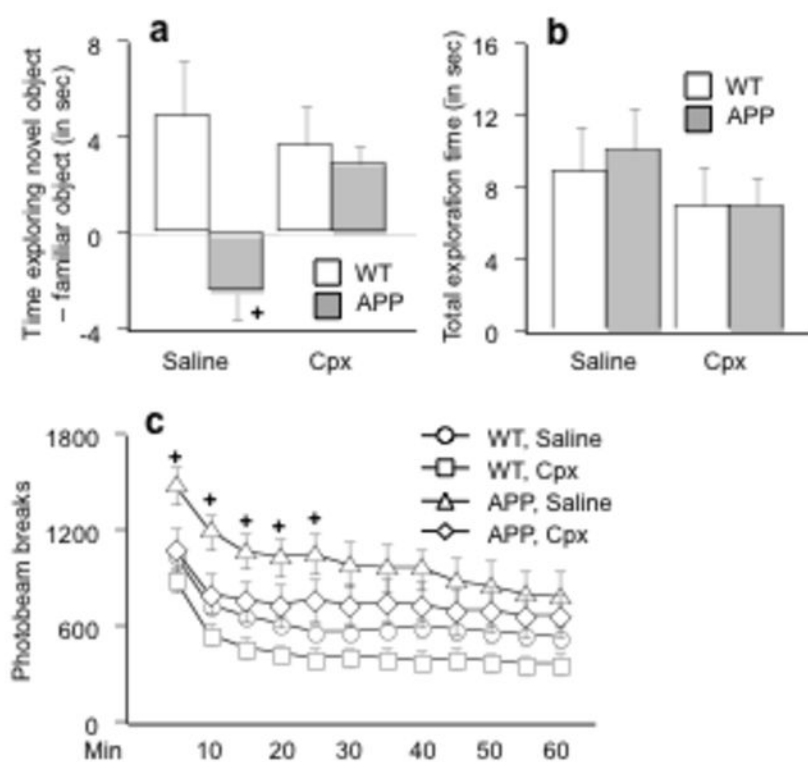 a
8
4
0
-4
Time exploring novel object
– familiar object (in sec)
WT
APP
+
Saline Cpx
b
16
12
8
4
0
Total exploration time (in sec)
WT
APP
Saline Cpx
c
1800
1200
600
0
Photobeam breaks
+ + + + +
WT, Saline
WT, Cpx
APP, Saline
APP, Cpx
Min 10 20 30 40 50 60